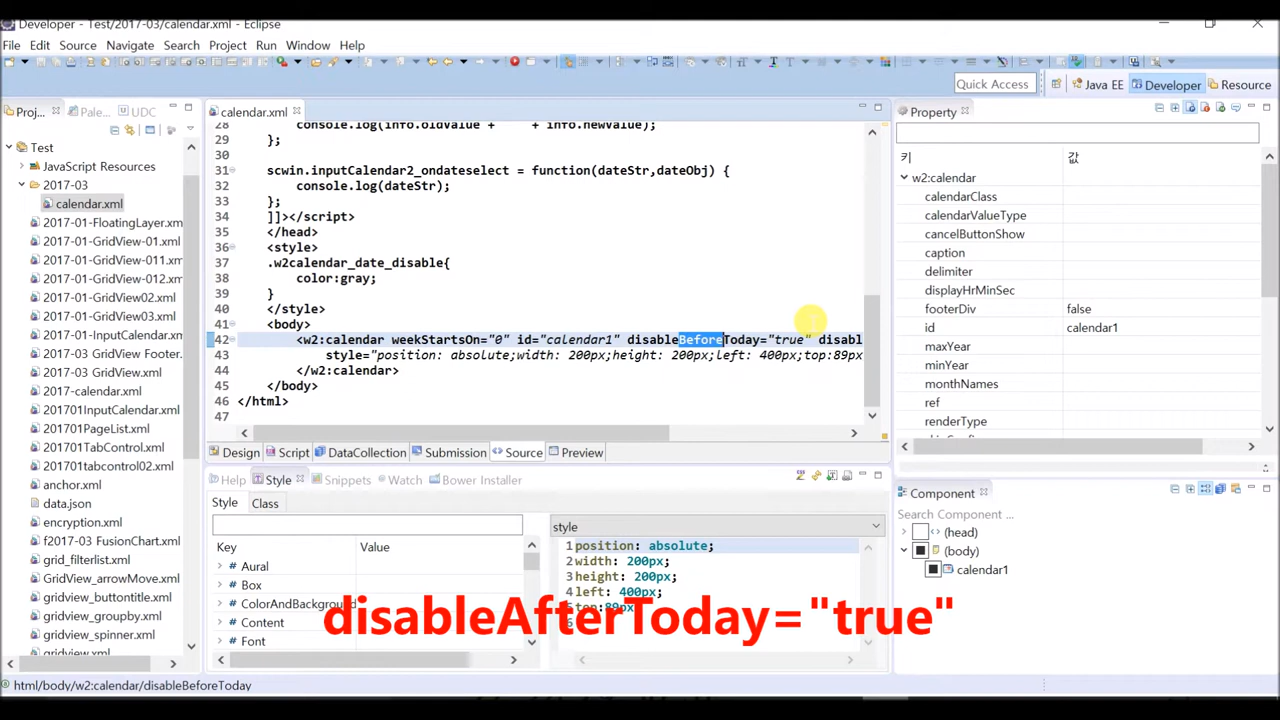 Developer - Test/2017-03/calendar.xml - Eclipse
File Edit Source Navigate Search Project Run Window Help
Quick Access Java EE Developer Resource
Proj... Pale... UDC
calendar.xml
Property
Test
JavaScript Resources
2017-03
calendar.xml
2017-01-FloatingLayer.xml
2017-01-GridView-01.xml
2017-01-GridView-011.xml
2017-01-GridView-012.xml
2017-01-GridView02.xml
2017-01-GridView03.xml
2017-01-InputCalendar.xml
2017-03 GridView Footer.
2017-calendar.xml
201701InputCalendar.xml
201701PageList.xml
201701TabControl.xml
201701tabcontrol02.xml
anchor.xml
data.json
encryption.xml
f2017-03 FusionChart.xml
grid_filterlist.xml
GridView_arrowMove.xml
gridview_buttontitle.xml
gridview_groupby.xml
gridview_spinner.xml
28 console.log(info.oldValue + + info.newValue);
29 };
30
31 scwin.inputCalendar2_ondateselect = function(dateStr,dateObj) {
32 console.log(dateStr);
33 };
34 ]]></script>
35 </head>
36 <style>
37 .w2calendar_date_disable{
38 color:gray;
39 }
40 </style>
41 <body>
42 <w2:calendar weekStartsOn="0" id="calendar1" disableBeforeToday="true" disabl
43 style="position: absolute;width: 200px;height: 200px;left: 400px;top:89px
44 </w2:calendar>
45 </body>
46 </html>
47
Design Script DataCollection Submission Source Preview
키 값
w2:calendar
calendarClass
calendarValueType
cancelButtonShow
caption
delimiter
displayHrMinSec
footerDiv false
id calendar1
maxYear
minYear
monthNames
ref
renderType
Help Style Snippets Watch Bower Installer
Style Class
Key Value
Aural
Box
ColorAndBackground
Content
Font
style
1 position: absolute;
2 width: 200px;
3 height: 200px;
4 left: 400px;
top:89px
Component
Search Component ...
(head)
(body)
calendar1
disableAfterToday="true"
html/body/w2:calendar/disableBeforeToday